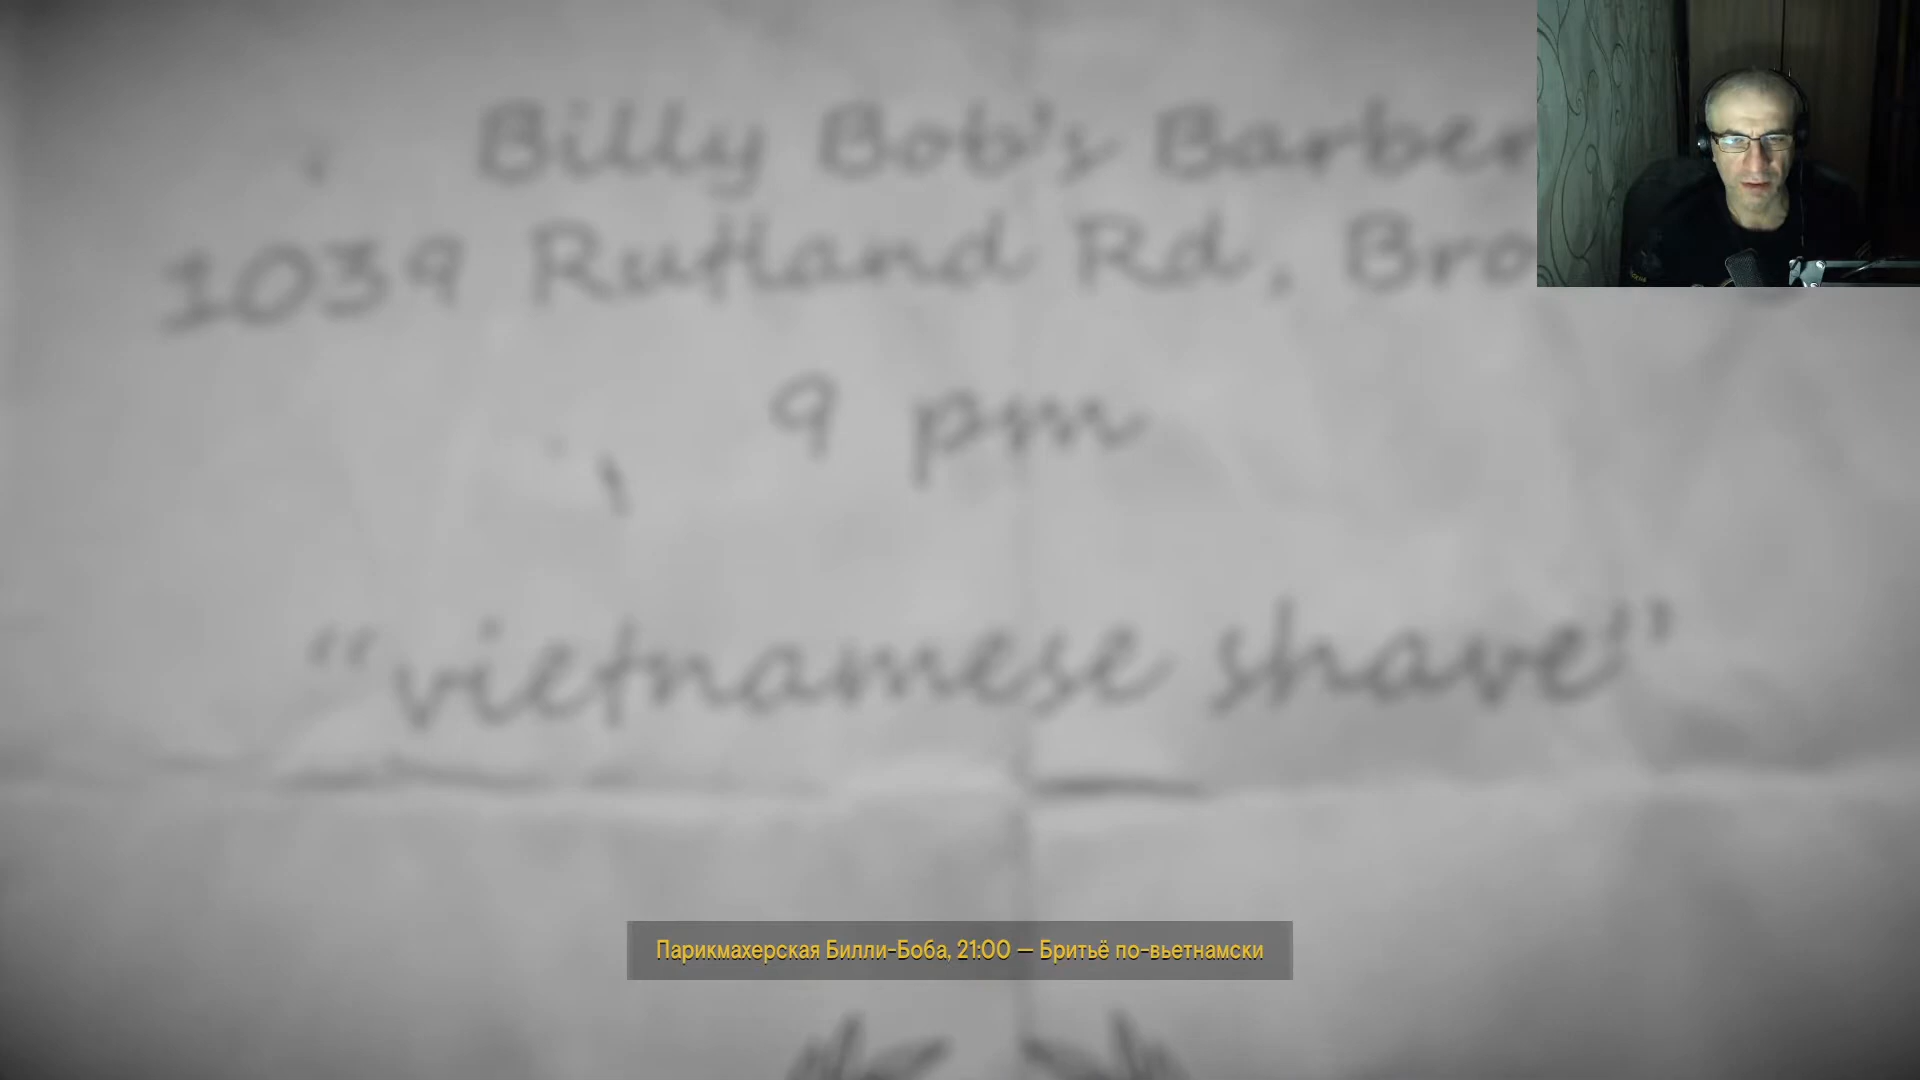 Billy Bob's Barber
1039 Rutland Rd, Bro
9 pm
"vietnamese shave"
Парикмахерская Билли-Боба, 21:00 — Бритьё по-вьетнамски